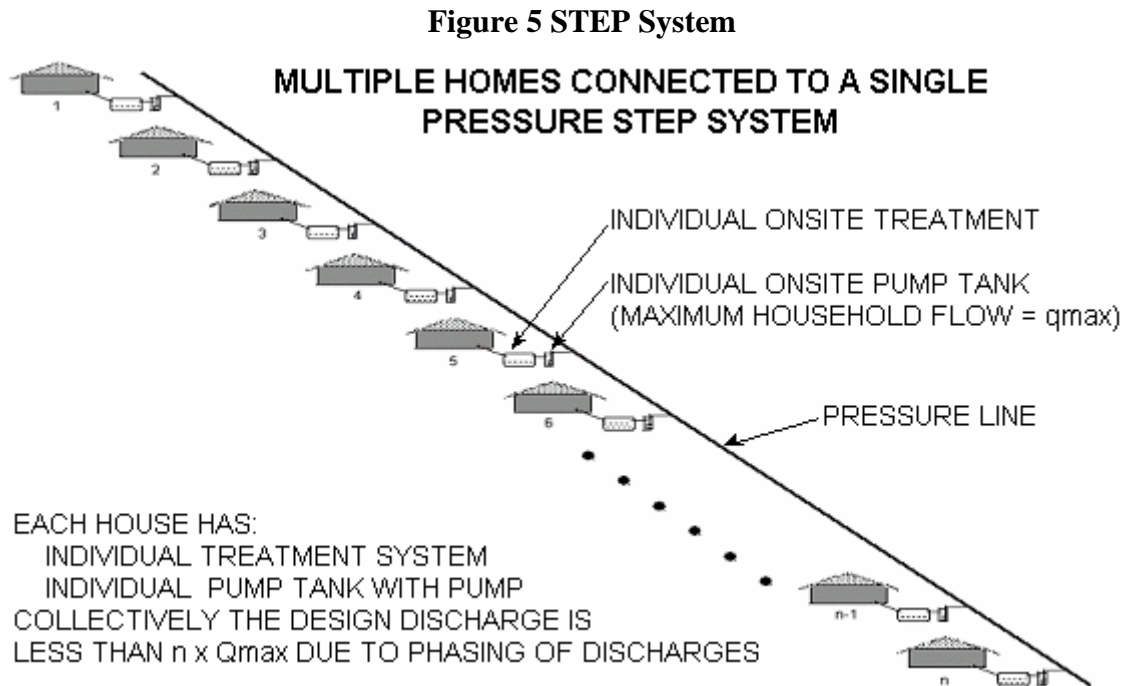 Figure 5 STEP System
MULTIPLE HOMES CONNECTED TO A SINGLE
PRESSURE STEP SYSTEM
1
2
3
INDIVIDUAL ONSITE TREATMENT
4
INDIVIDUAL ONSITE PUMP TANK
(MAXIMUM HOUSEHOLD FLOW = qmax)
5
6
PRESSURE LINE
EACH HOUSE HAS:
INDIVIDUAL TREATMENT SYSTEM
INDIVIDUAL PUMP TANK WITH PUMP
COLLECTIVELY THE DESIGN DISCHARGE IS
LESS THAN n x Qmax DUE TO PHASING OF DISCHARGES
n-1
n